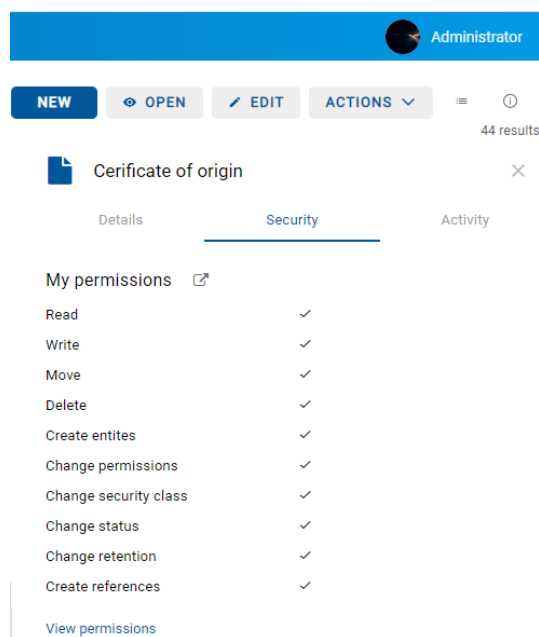 Administrator
NEW OPEN EDIT ACTIONS
44 results
Cerificate of origin
Details Security Activity
My permissions
Read
Write
Move
Delete
Create entites
Change permissions
Change security class
Change status
Change retention
Create references
View permissions